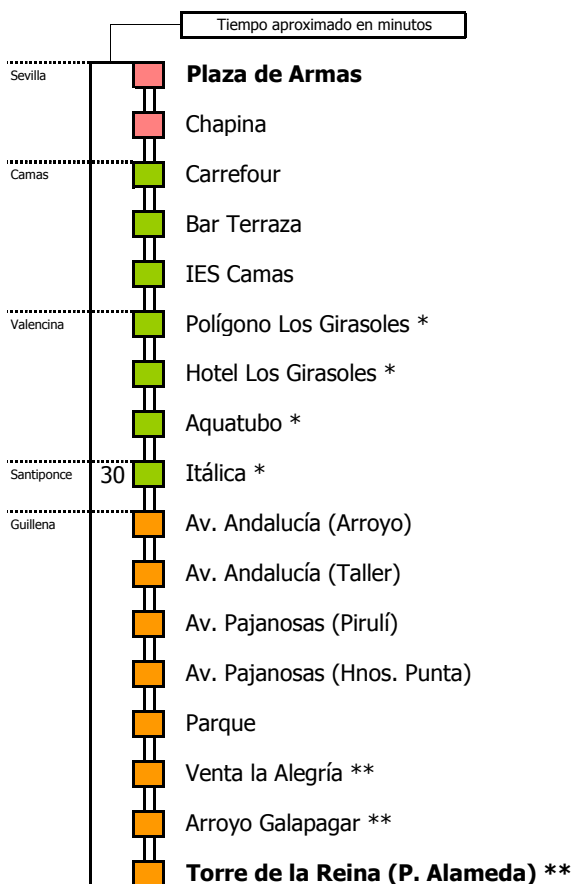 Tiempo aproximado en minutos
Sevilla
Plaza de Armas
Chapina
Camas
Carrefour
Bar Terraza
IES Camas
Valencina
Polígono Los Girasoles *
Hotel Los Girasoles *
Aquatubo *
Santiponce
30
Itálica *
Guillena
Av. Andalucía (Arroyo)
Av. Andalucía (Taller)
Av. Pajanosas (Pirulí)
Av. Pajanosas (Hnos. Punta)
Parque
Venta la Alegría **
Arroyo Galapagar **
Torre de la Reina (P. Alameda) **